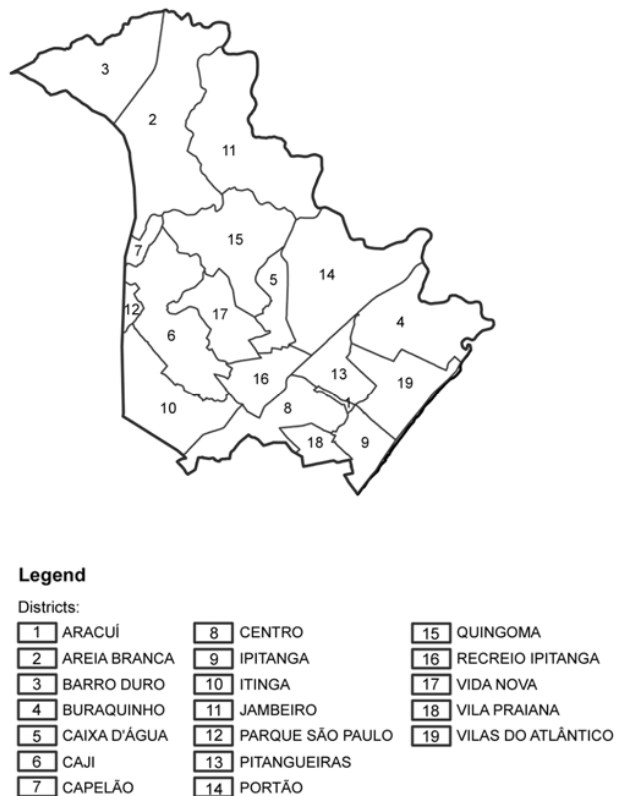 3
2
11
15
7
5
14
12
17
4
6
16
13
19
10
1
8
18
9
Legend
Districts:
1 ARACUÍ 8 CENTRO 15 QUINGOMA
2 AREIA BRANCA 9 IPITANGA 16 RECREIO IPITANGA
3 BARRO DURO 10 ITINGA 17 VIDA NOVA
4 BURAQUINHO 11 JAMBEIRO 18 VILA PRAIANA
5 CAIXA D'ÁGUA 12 PARQUE SÃO PAULO 19 VILAS DO ATLÂNTICO
6 CAJI 13 PITANGUEIRAS
7 CAPELÃO 14 PORTÃO